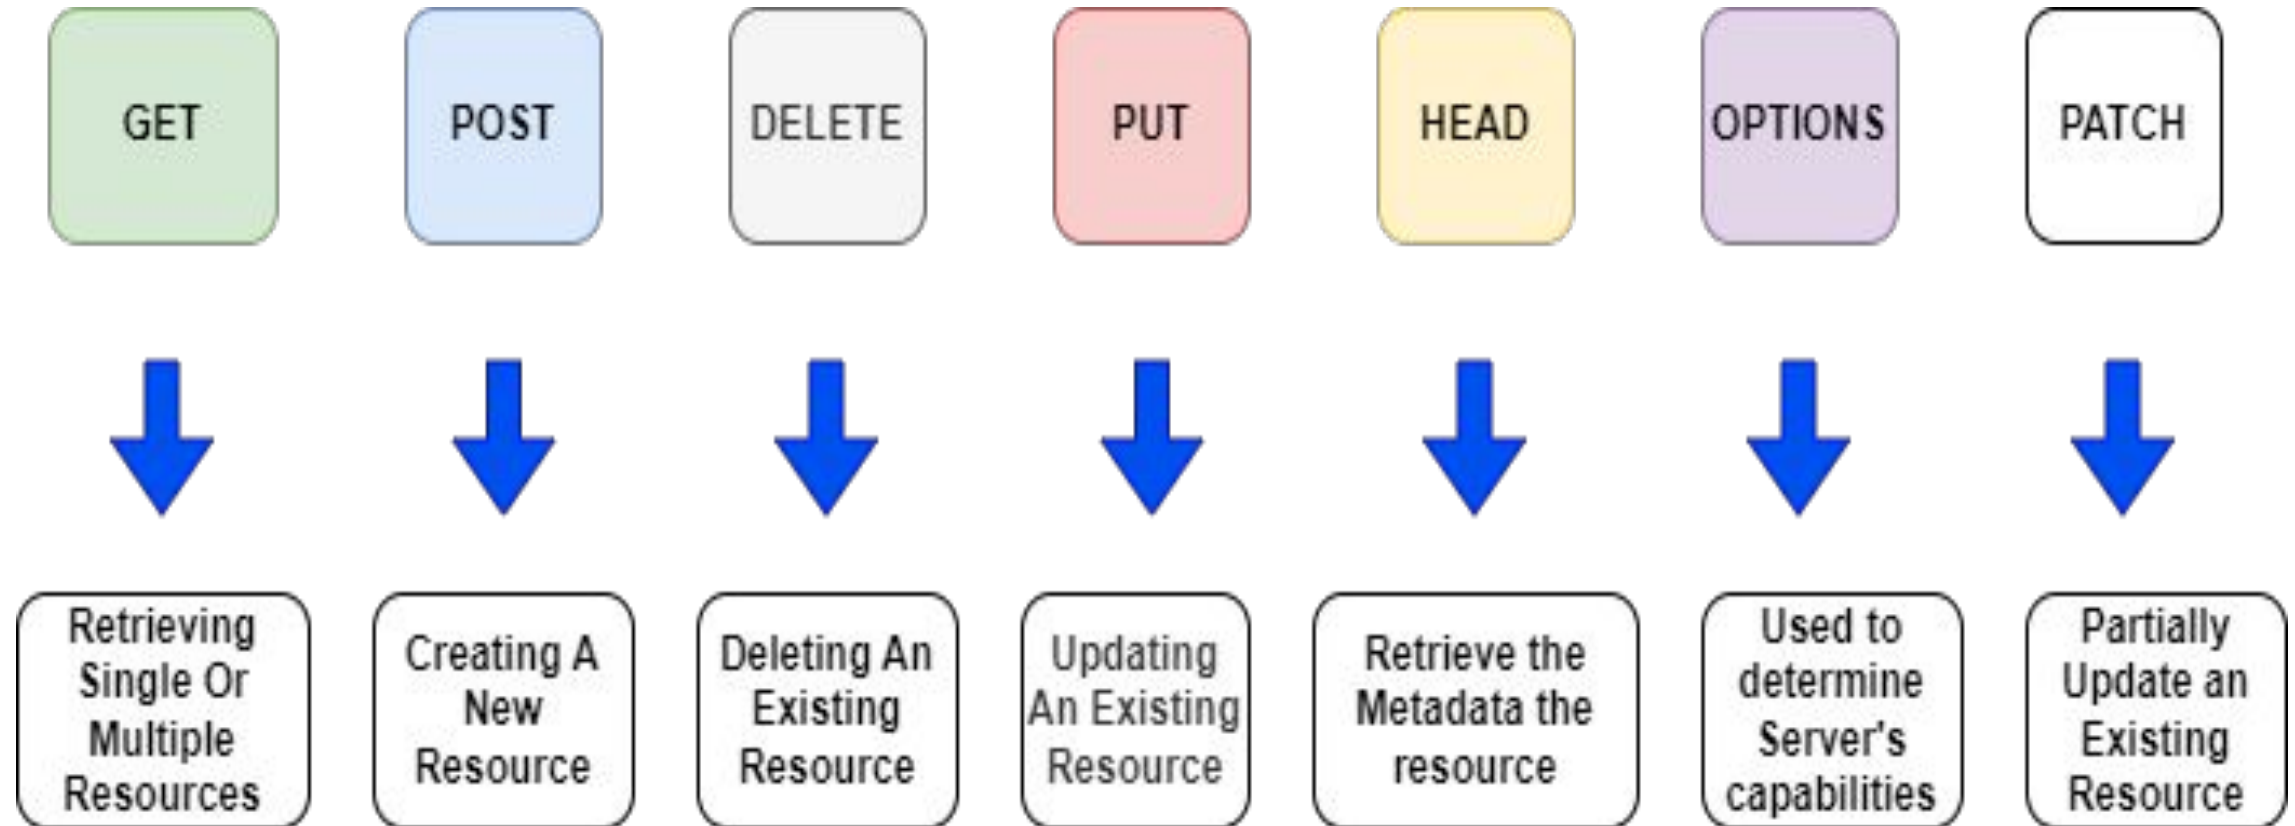 GET
POST
DELETE
PUT
HEAD
OPTIONS
PATCH
Retrieving
Single Or
Multiple
Resources
Creating A
New
Resource
Deleting An
Existing
Resource
Updating
An Existing
Resource
Retrieve the
Metadata the
resource
Used to
determine
Server's
capabilities
Partially
Update an
Existing
Resource